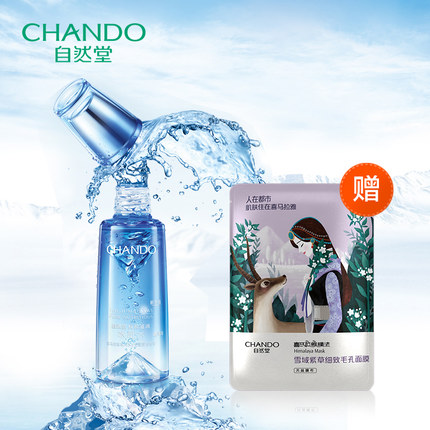 CHANDO
自然堂
CHANDO
人在都市
肌肤住在喜马拉雅
赠
CHANDO
自然堂
喜马拉雅膜法
Himalaya Mask
雪域紫草细致毛孔面膜